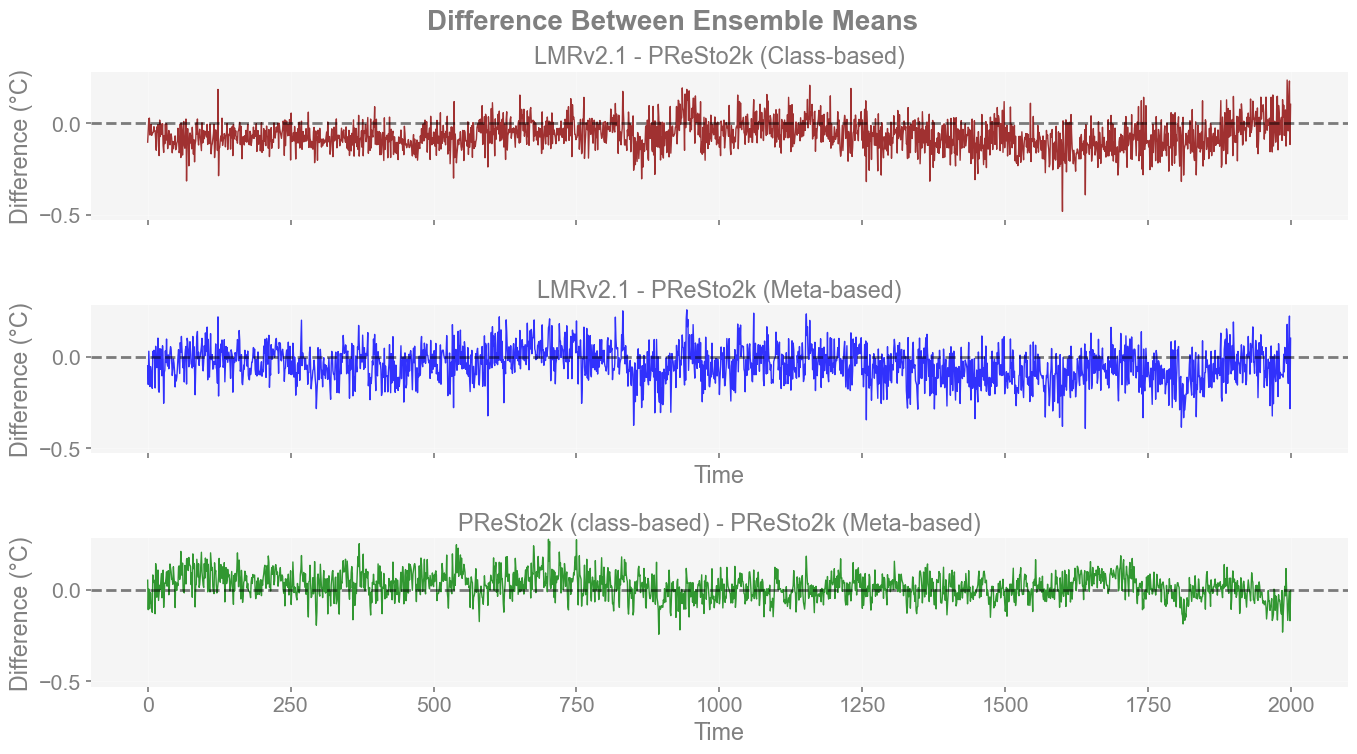 Difference Between Ensemble Means
LMRv2.1 - PReSto2k (Class-based)
Difference (°C)
0.0
−0.5
LMRv2.1 - PReSto2k (Meta-based)
Difference (°C)
0.0
−0.5
Time
PReSto2k (class-based) - PReSto2k (Meta-based)
Difference (°C)
0.0
−0.5
0 250 500 750 1000 1250 1500 1750 2000
Time